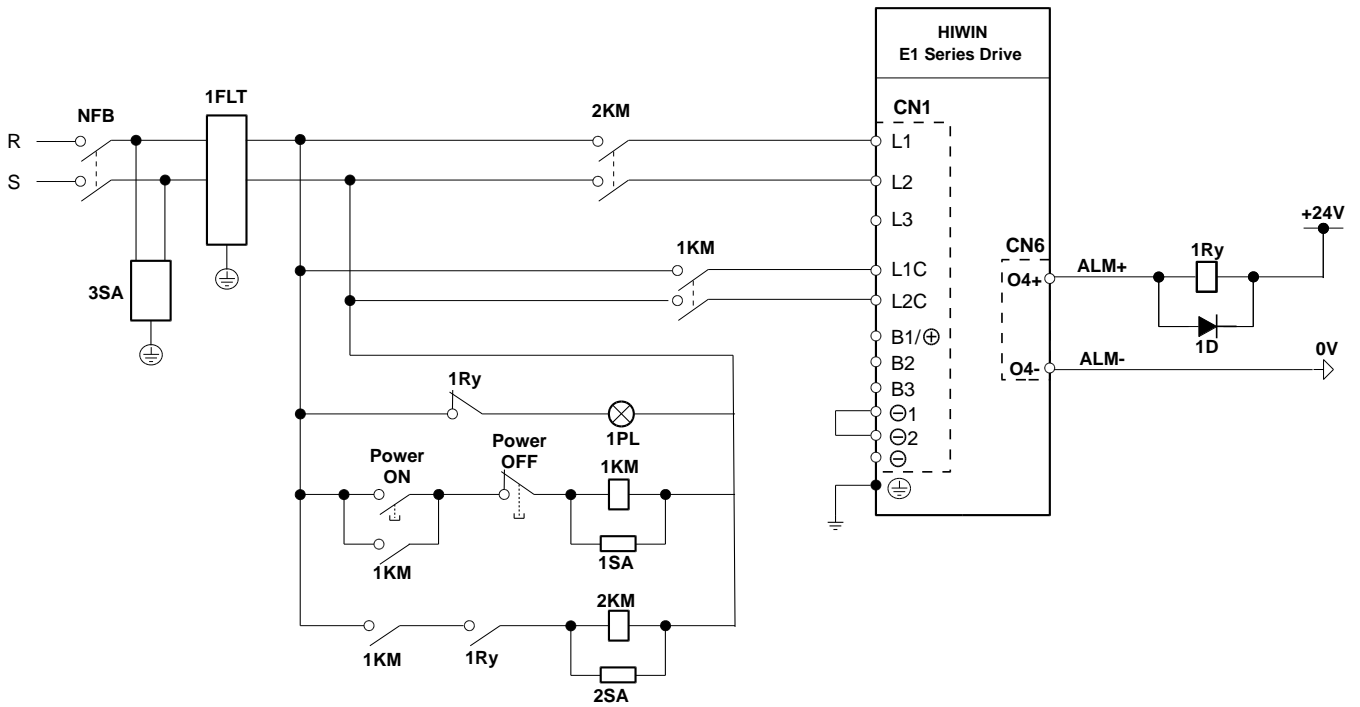 HIWIN
E1 Series Drive
1FLT
NFB
2KM
CN1
R
L1
S
L2
L3
+24V
1KM
CN6
1Ry
L1C
O4+
ALM+
3SA
L2C
B1/⊕
1D
0V
B2
O4-
ALM-
1Ry
B3
⊖1
1PL
⊖2
Power
ON
Power
OFF
1KM
⊖
1SA
1KM
2KM
1KM
1Ry
2SA